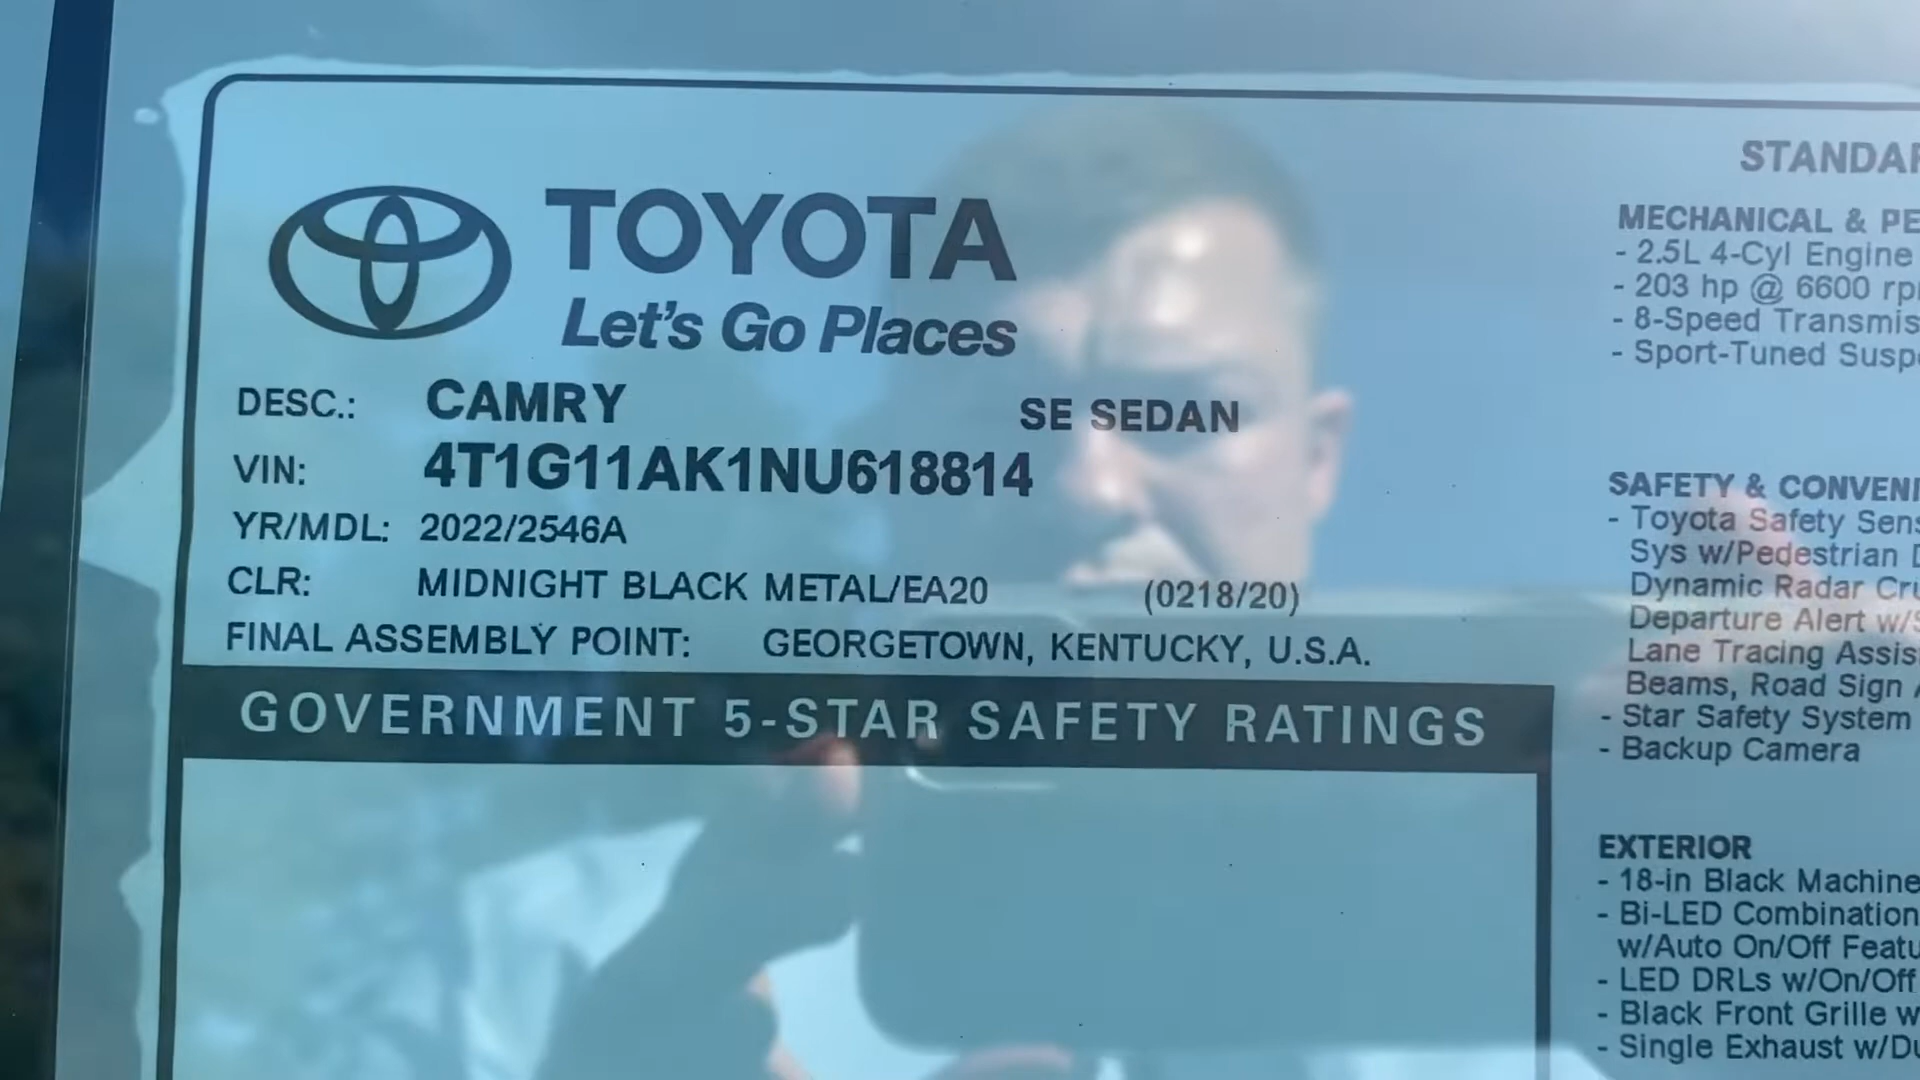 TOYOTA
Let's Go Places
DESC.: CAMRY SE SEDAN
VIN: 4T1G11AK1NU618814
YR/MDL: 2022/2546A
CLR: MIDNIGHT BLACK METAL/EA20 (0218/20)
FINAL ASSEMBLY POINT: GEORGETOWN, KENTUCKY, U.S.A.
GOVERNMENT 5-STAR SAFETY RATINGS
MECHANICAL &
- 2.5L 4-Cyl Engine
- 203 hp @ 6600
- 8-Speed
- Sport-Tuned
SAFETY &
- Toyota Safety
Sys w/Pedestrian
Dynamic Radar
Departure Alert
Lane Tracing
Beams, Road Sign
- Star Safety System
- Backup Camera
EXTERIOR
- 18-in Black
- Bi-LED Combination
w/Auto On/Off
- LED DRLs w/On/Off
- Black Front Grille
- Single Exhaust